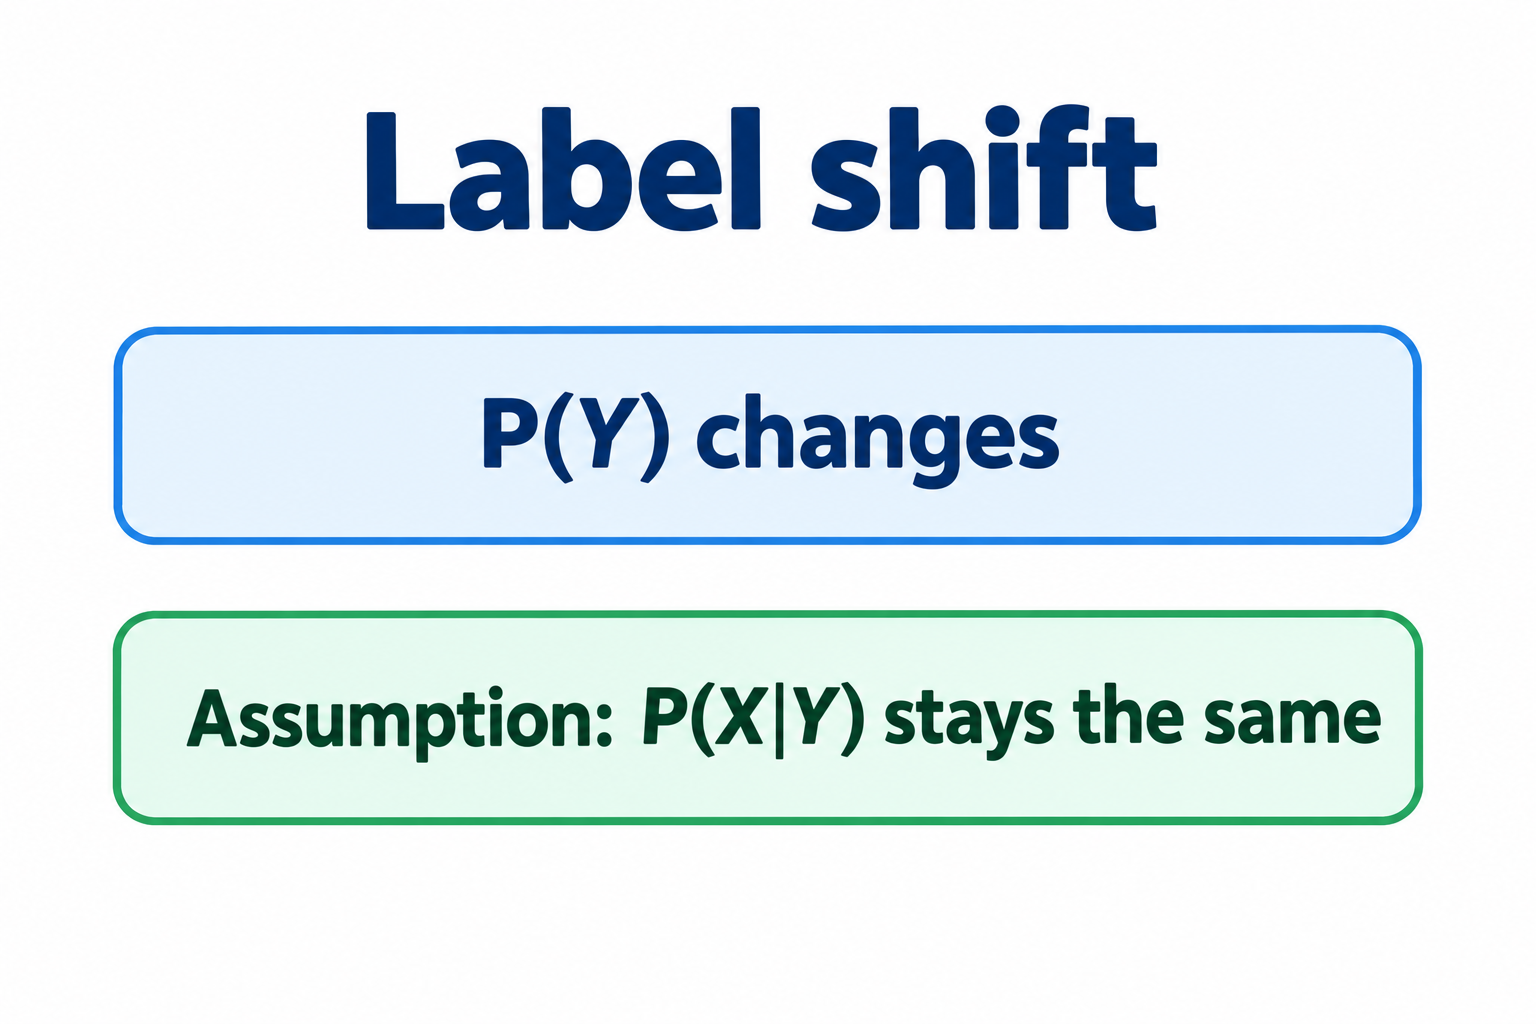 Label shift
P(Y) changes
Assumption: P(X|Y) stays the same